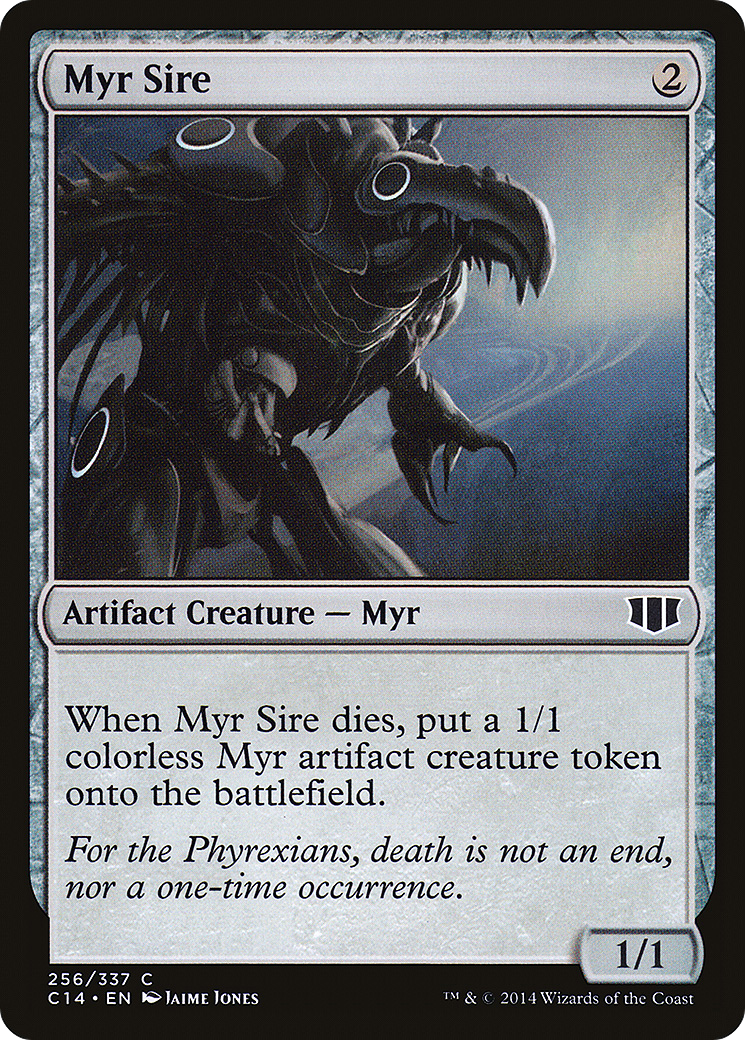 Myr Sire 2
Artifact Creature — Myr
When Myr Sire dies, put a 1/1
colorless Myr artifact creature token
onto the battlefield.
For the Phyrexians, death is not an end,
nor a one-time occurrence.
1/1
256/337 C
C14 • EN Jaime Jones
™ & © 2014 Wizards of the Coast